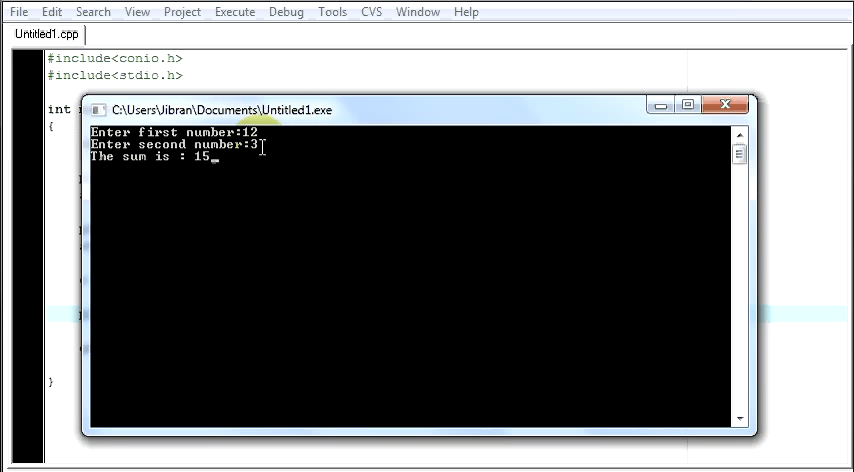 File Edit Search View Project Execute Debug Tools CVS Window Help
Untitled1.cpp
#include<conio.h>
#include<stdio.h>
int
{
C:\Users\Jibran\Documents\Untitled1.exe
Enter first number:12
Enter second number:3
The sum is : 15_
}